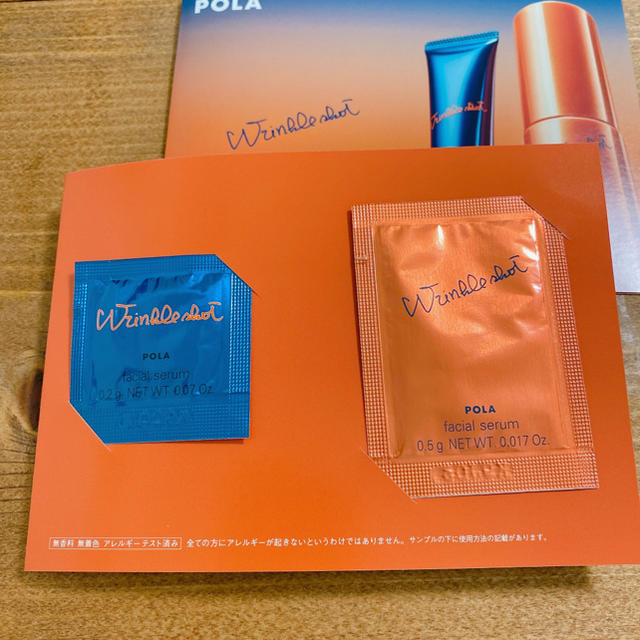 POLA
Wrinkle shot
Wrinkle shot
Wrinkle shot
POLA
facial serum
0.2g NET WT. 0.07 Oz.
Wrinkle shot
POLA
facial serum
0.6g NET WT. 0.017 Oz.
無香料 無着色 アレルギーテスト済み 全ての方にアレルギーが起きないというわけではありません。サンプルの下に使用方法の記載があります。